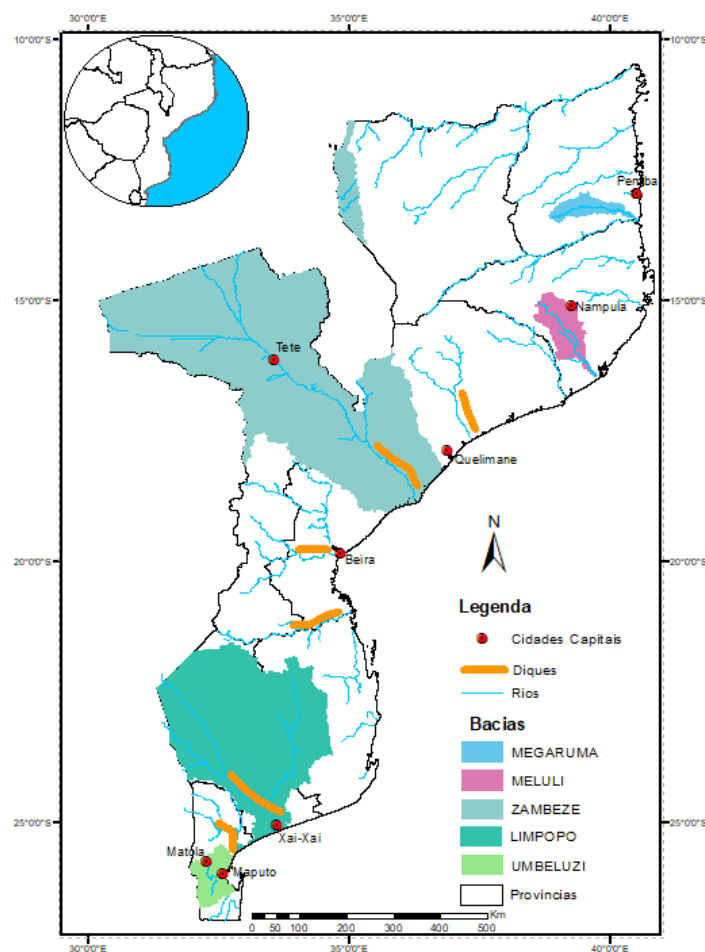 30°0'0"E 35°0'0"E 40°0'0"E
10°0'0"S 10°0'0"S
Pemba
15°0'0"S 15°0'0"S
Nampula
Tete
Quelimane
N
20°0'0"S 20°0'0"S
Beira
Legenda
Cidades Capitais
Diques
Rios
Bacias
MEGARUMA
MELULI
ZAMBEZE
LIMPOPO
UMBELUZI
Provincias
25°0'0"S 25°0'0"S
Xai-Xai
Matola
Maputo
Km
0 50 100 200 300 400 500
30°0'0"E 35°0'0"E 40°0'0"E